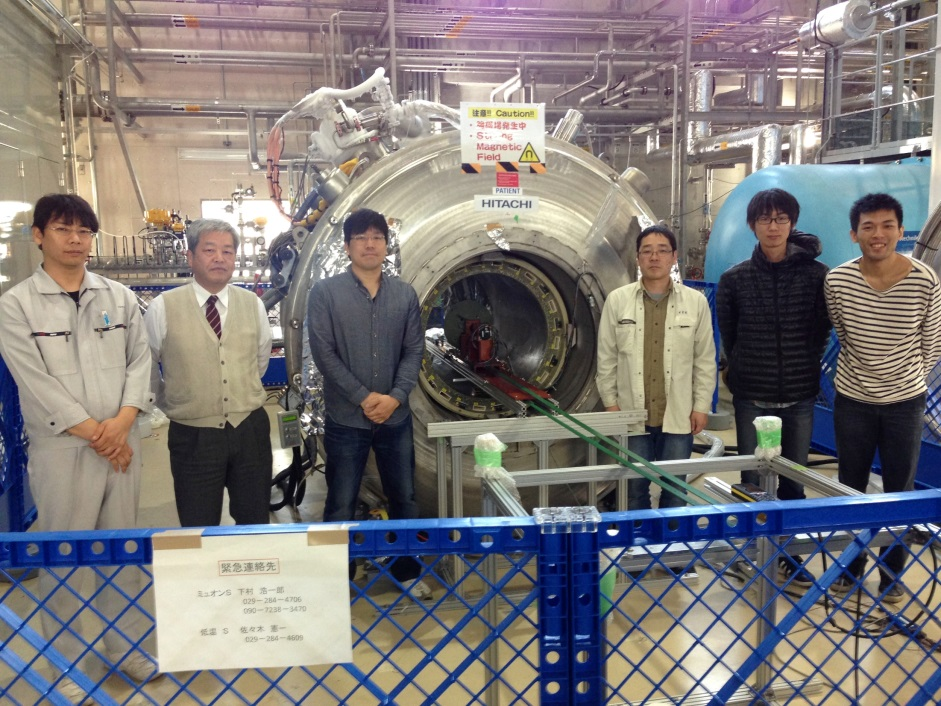 注意!! Caution!!
・強磁場発生中
・Strong
Magnetic
Field
PATIENT
HITACHI
緊急連絡先
ミュオンS 下村 浩一郎
029－284－4706
090－7238－3470
低温 S 佐々木 憲一
029－284－4609